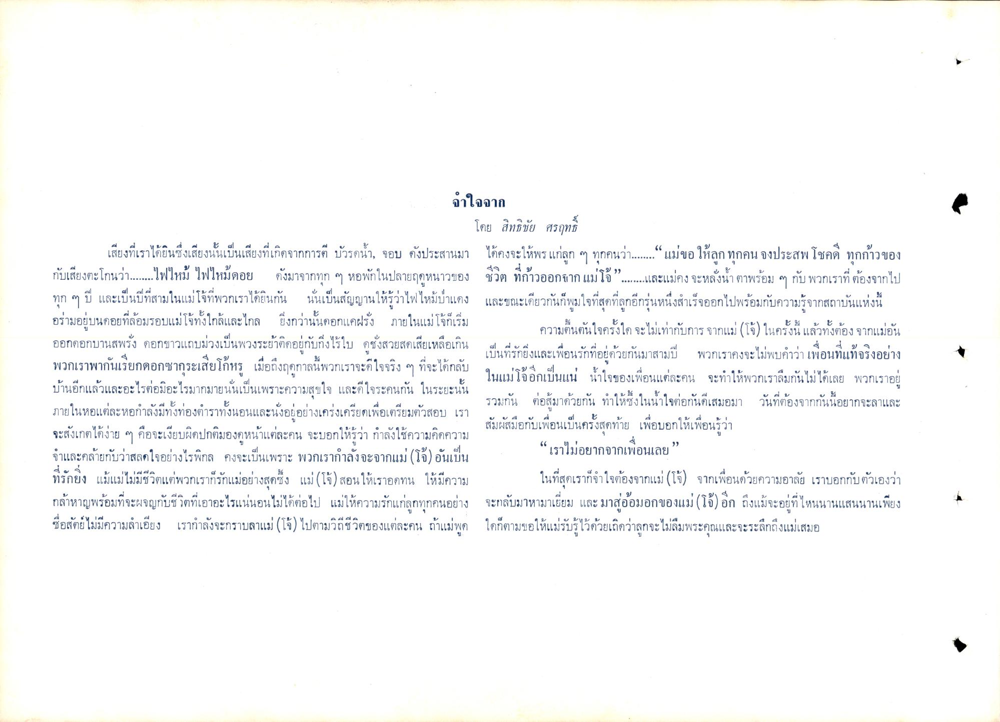 จำใจจาก
โดย สิทธิชัย ศรฤทธิ์
เสียงที่เราได้ยินซึ่งเสียงนั้นเป็นเสียงที่เกิดจากการตี บัวรดน้ำ, จอบ ดังประสานมา
กับเสียงตะโกนว่า........ไฟไหม้ ไฟไหม้ดอย ดังมาจากทุก ๆ หอพักในปลายฤดูหนาวของ
ทุก ๆ ปี และเป็นปีที่สามในแม่โจ้ที่พวกเราได้ยินกัน นั่นเป็นสัญญานให้รู้ว่าไฟไหม้ป่าแดง
อร่ามอยู่บนดอยที่ล้อมรอบแม่โจ้ทั้งใกล้และไกล ยิ่งกว่านั้นดอกแคฝรั่ง ภายในแม่โจ้ก็เริ่ม
ออกดอกบานสพรั่ง ดอกขาวแถบม่วงเป็นพวงระย้าติดอยู่กับกิ่งไร้ใบ ดูชั่งสวยสดเสียเหลือเกิน
พวกเราพากันเรียกดอกซากุระเสียโก้หรู เมื่อถึงฤดูกาลนี้พวกเราจะดีใจจริง ๆ ที่จะได้กลับ
บ้านอีกแล้วและอะไรต่อมิอะไรมากมายนั่นเป็นเพราะความสุขใจ และดีใจระคนกัน ในระยะนั้น
ภายในหอแต่ละหอกำลังมีทั้งท่องตำราทั้งนอนและนั่งอยู่อย่างเคร่งเครียดเพื่อเตรียมตัวสอบ เรา
จะสังเกตได้ง่าย ๆ คือจะเงียบผิดปกติมองดูหน้าแต่ละคน จะบอกให้รู้ว่า กำลังใช้ความคิดความ
จำและคล้ายกับว่าสลดใจอย่างไรพิกล คงจะเป็นเพราะ พวกเรากำลังจะจากแม่ (โจ้) อันเป็น
ที่รักยิ่ง แม้แม่ไม่มีชีวิตแต่พวกเราก็รักแม่อย่างสุดซึ้ง แม่ (โจ้) สอนให้เราอดทน ให้มีความ
กล้าหาญพร้อมที่จะผจญกับชีวิตที่เอาอะไรแน่นอนไม่ได้ต่อไป แม่ให้ความรักแก่ลูกทุกคนอย่าง
ซื่อสัตย์ไม่มีความลำเอียง เรากำลังจะกราบลาแม่ (โจ้) ไปตามวิถีชีวิตของแต่ละคน ถ้าแม่พูด
ได้คงจะให้พร แก่ลูก ๆ ทุกคนว่า........“แม่ขอ ให้ลูก ทุกคน จงประสพ โชคดี ทุกก้าวของ
ชีวิต ที่ก้าวออกจาก แม่ โจ้”........และแม่คง จะหลั่งน้ำ ตาพร้อม ๆ กับ พวกเราที่ ต้องจากไป
และขณะเดียวกันก็พูมใจที่สุดที่ลูกอีกรุ่นหนึ่งสำเร็จออกไปพร้อมกับความรู้จากสถาบันแห่งนี้
ความตื้นตันใจครั้งใด จะไม่เท่ากับการ จากแม่ (โจ้) ในครั้งนี้ แล้วทั้งต้อง จากแม่อัน
เป็นที่รักยิ่งและเพื่อนรักที่อยู่ด้วยกันมาสามปี พวกเราคงจะไม่พบคำว่า เพื่อนที่แท้จริงอย่าง
ในแม่โจ้อีกเป็นแน่ น้ำใจของเพื่อนแต่ละคน จะทำให้พวกเราลืมกันไม่ได้เลย พวกเราอยู่
รวมกัน ต่อสู้มาด้วยกัน ทำให้ซึ้งในน้ำใจต่อกันดีเสมอมา วันที่ต้องจากกันนี้อยากจะลาและ
สัมผัสมือกับเพื่อนเป็นครั้งสุดท้าย เพื่อบอกให้เพื่อนรู้ว่า
“เราไม่อยากจากเพื่อนเลย”
ในที่สุดเราก็จำใจต้องจากแม่ (โจ้) จากเพื่อนด้วยความอาลัย เราบอกกับตัวเองว่า
จะกลับมาหามาเยี่ยม และ มาสู่อ้อมอกของแม่ (โจ้) อีก ถึงแม้จะอยู่ที่ไหนนานแสนนานเพียง
ใดก็ตามขอให้แม่รับรู้ไว้ด้วยเถิดว่าลูกจะไม่ลืมพระคุณและจะระลึกถึงแม่เสมอ